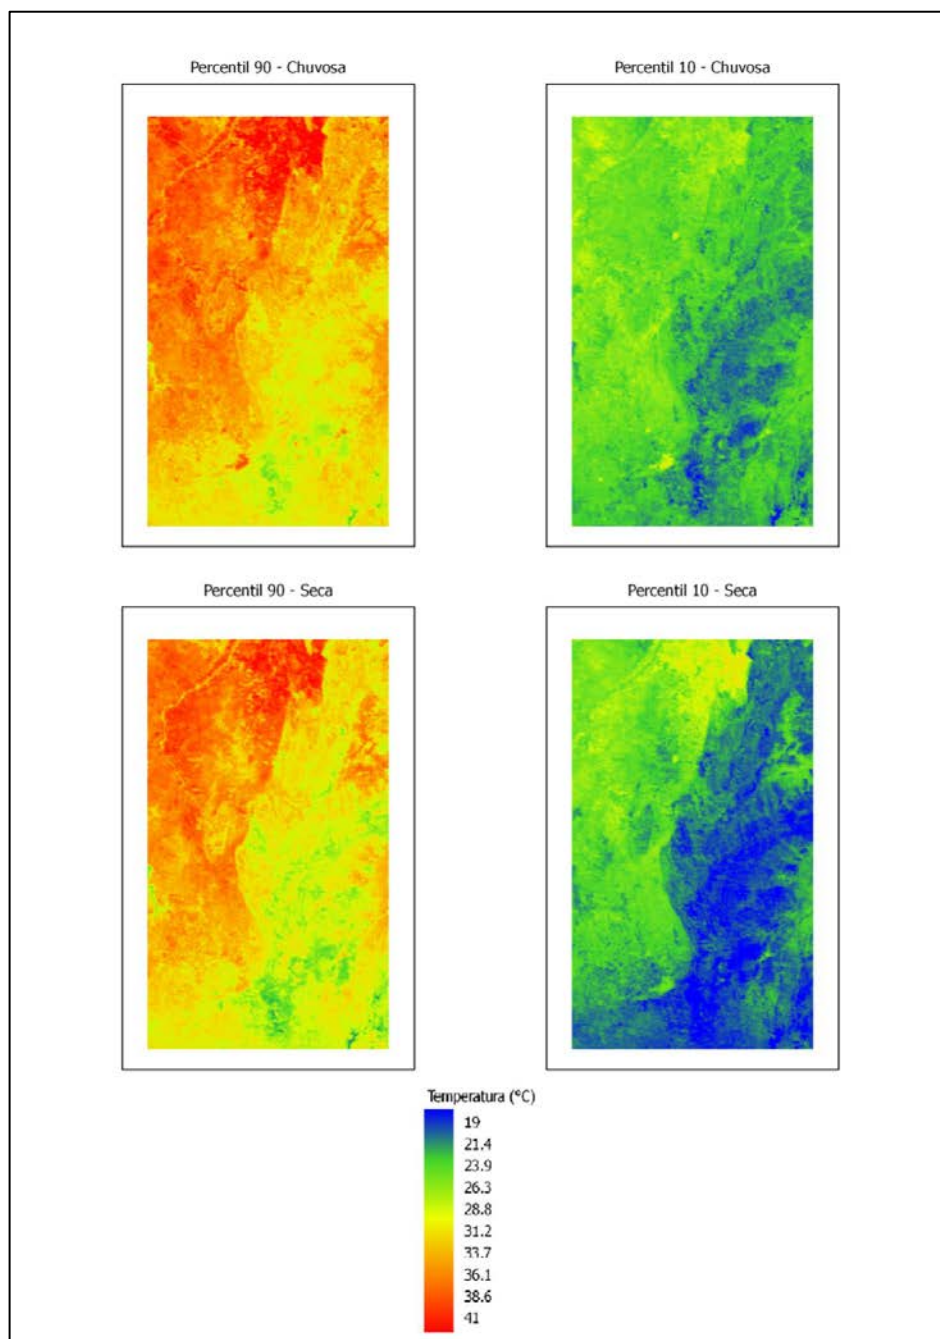 Percentil 90 - Chuvosa
Percentil 10 - Chuvosa
Percentil 90 - Seca
Percentil 10 - Seca
Temperatura (°C)
19
21.4
23.9
26.3
28.8
31.2
33.7
36.1
38.6
41